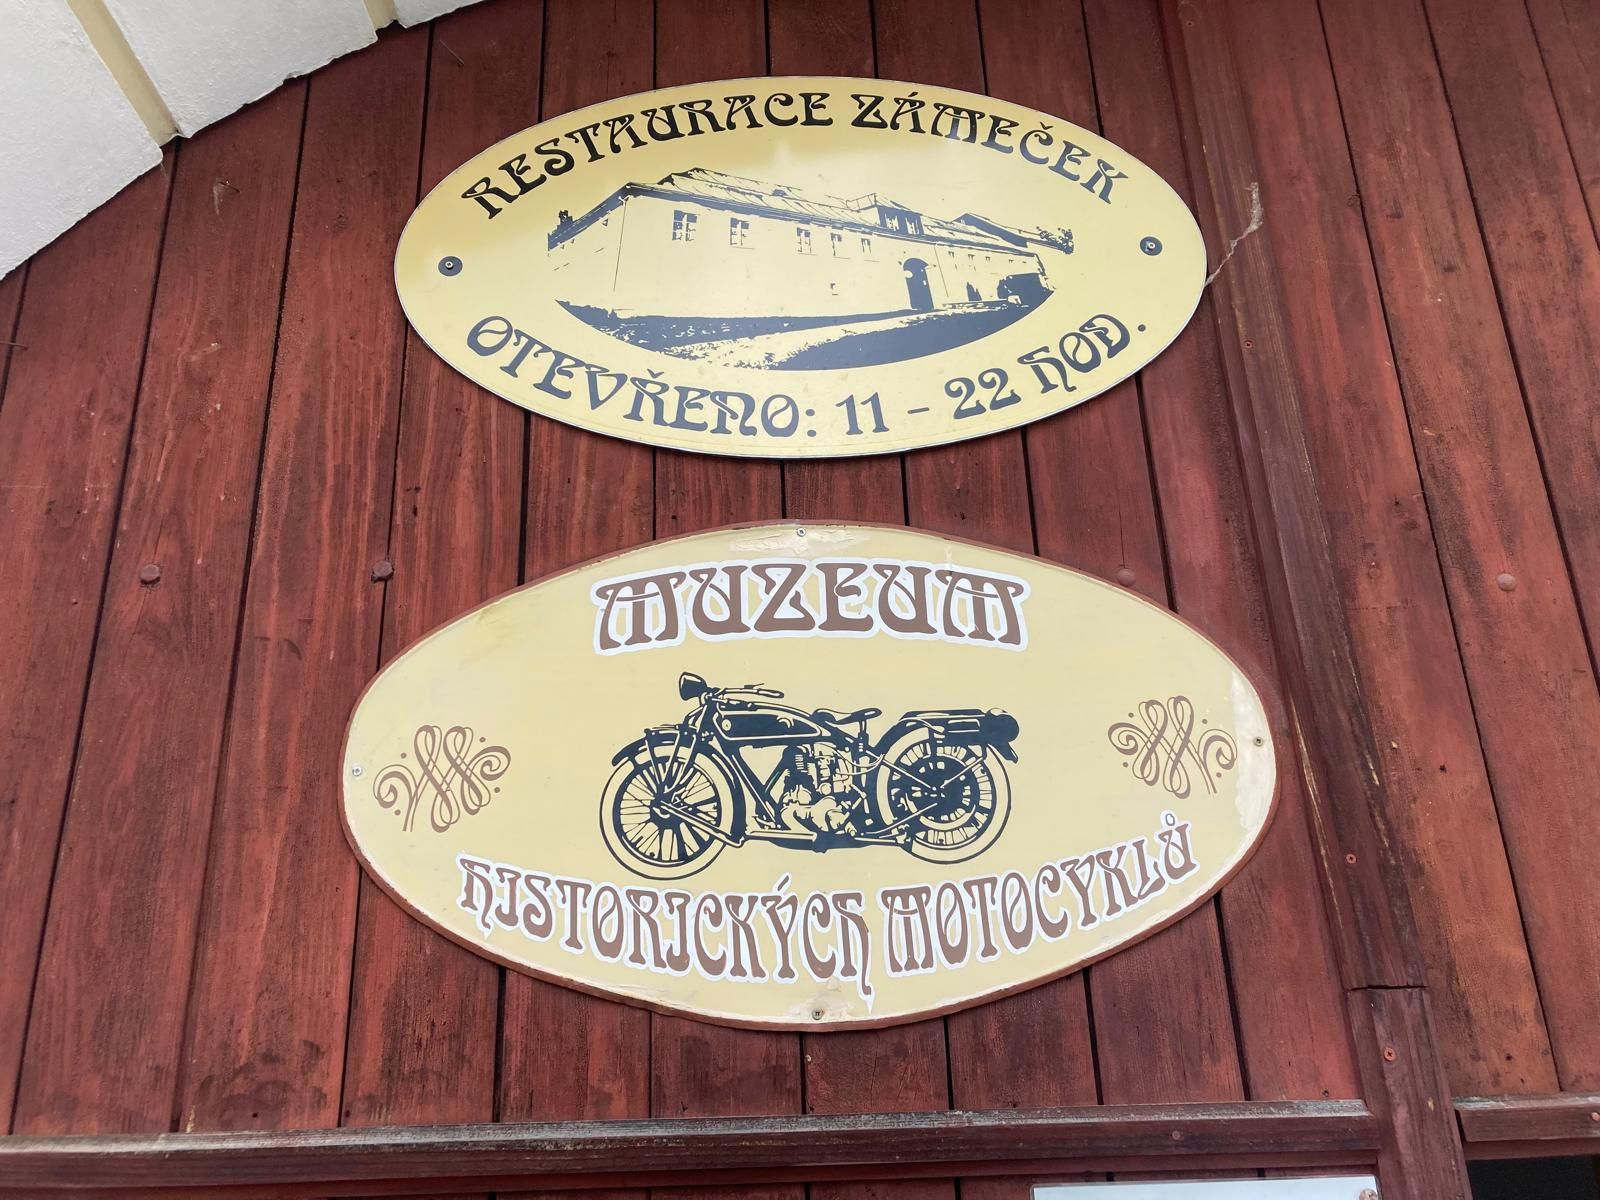 RESTAURACE ZÁMEČEK
OTEVŘENO: 11 - 22 HOD.
MUZEUM
HISTORICKÝCH MOTOCYKLŮ